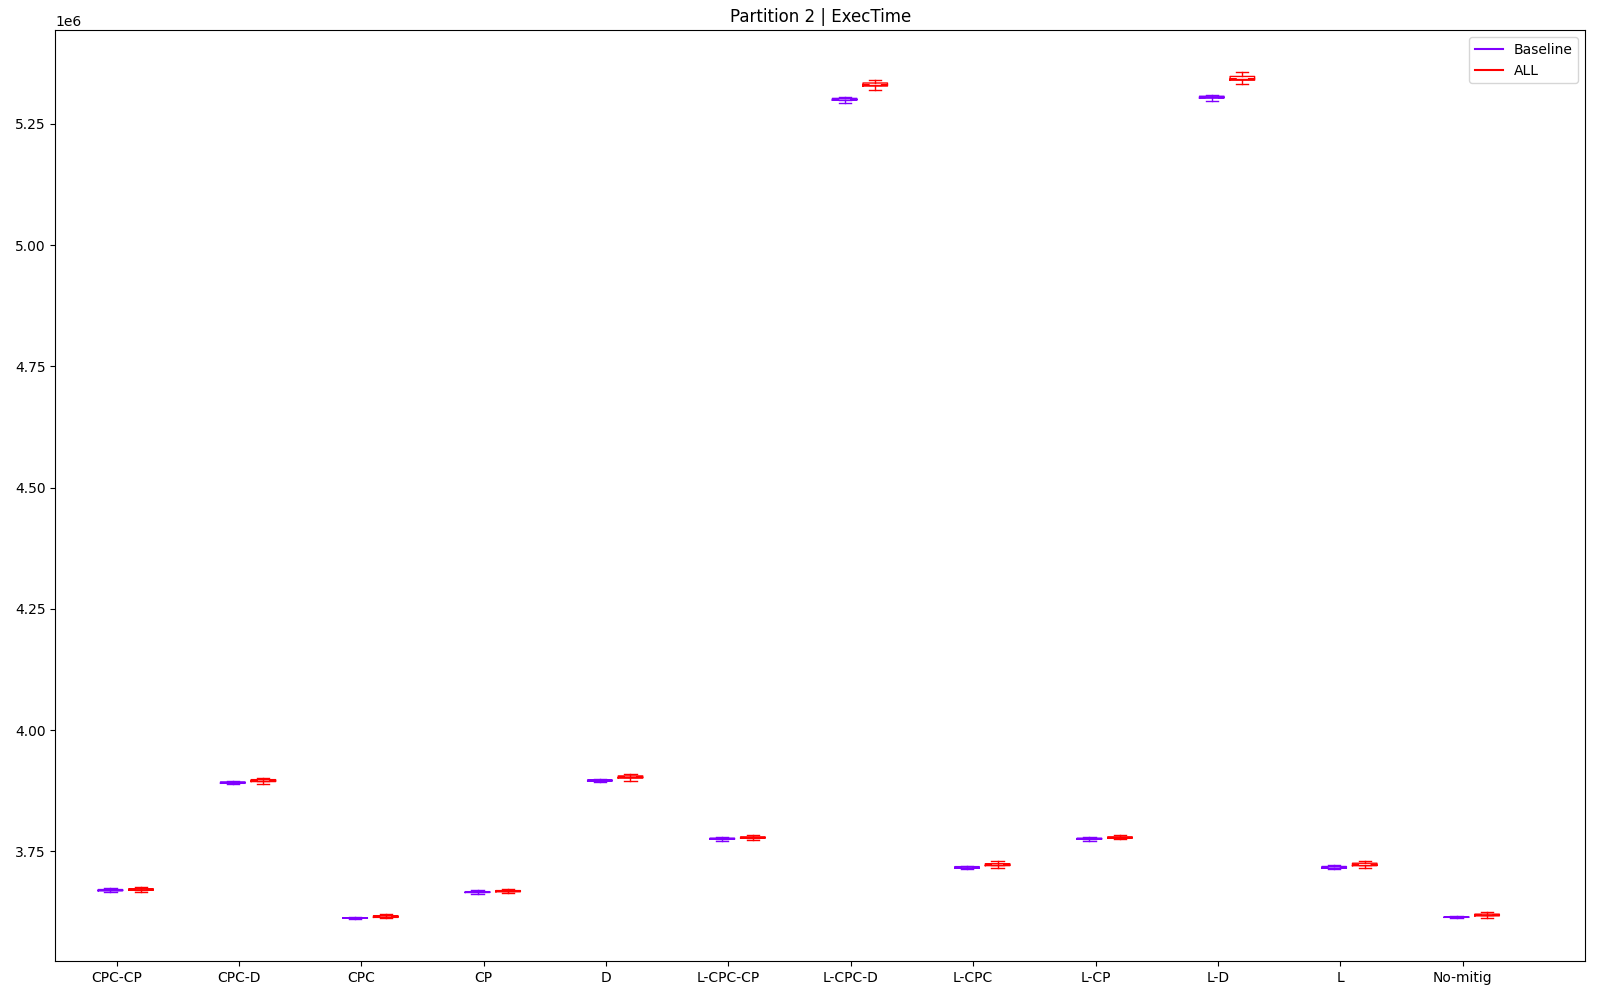 Partition 2 | ExecTime
1e6
Baseline
ALL
5.25
5.00
4.75
4.50
4.25
4.00
3.75
CPC-CP CPC-D CPC CP D L-CPC-CP L-CPC-D L-CPC L-CP L-D L No-mitig